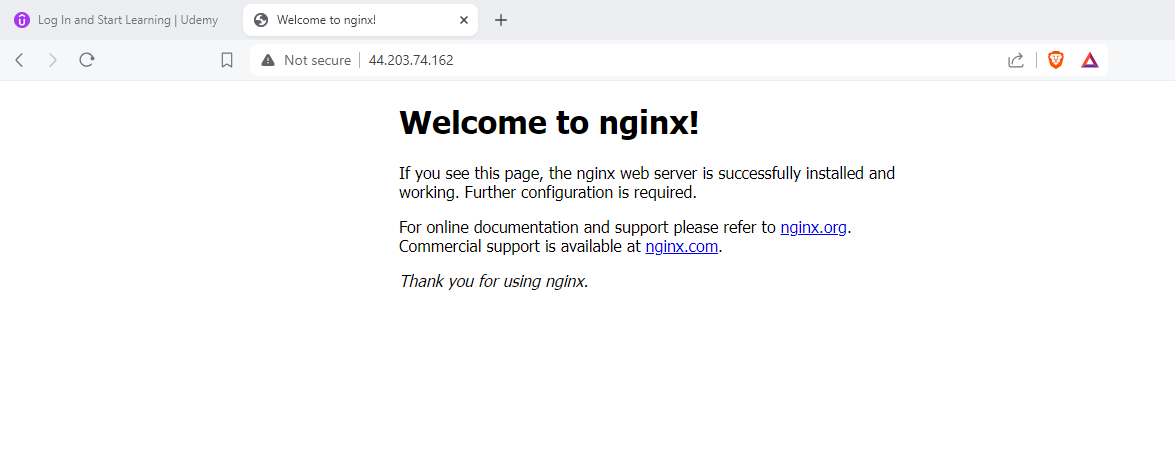 Log In and Start Learning | Udemy
Welcome to nginx!
Not secure
44.203.74.162
Welcome to nginx!
If you see this page, the nginx web server is successfully installed and
working. Further configuration is required.
For online documentation and support please refer to nginx.org.
Commercial support is available at nginx.com.
Thank you for using nginx.